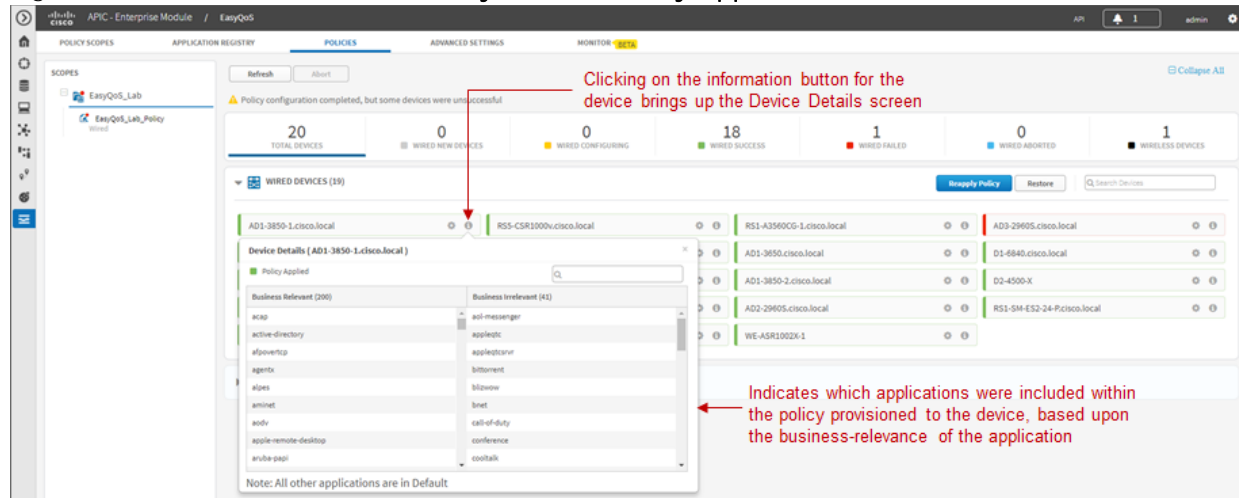 cisco APIC - Enterprise Module / EasyQoS API 1 admin
POLICY SCOPES APPLICATION REGISTRY POLICIES ADVANCED SETTINGS MONITOR BETA
SCOPES
EasyQoS_Lab
EasyQoS_Lab_Policy
Wired
Refresh Abort
Collapse All
Clicking on the information button for the
device brings up the Device Details screen
Policy configuration completed, but some devices were unsuccessful
20 0 0 18 1 0 1
TOTAL DEVICES WIRED NEW DEVICES WIRED CONFIGURING WIRED SUCCESS WIRED FAILED WIRED ABORTED WIRELESS DEVICES
WIRED DEVICES (19) Reapply Policy Restore Search Devices
AD1-3850-1.cisco.local RS5-CSR1000v.cisco.local RS1-A3560CG-1.cisco.local AD3-2960S.cisco.local
AD1-3650.cisco.local D1-6840.cisco.local
AD1-3850-2.cisco.local D2-4500-X
AD2-2960S.cisco.local RS1-SM-ES2-24-P.cisco.local
WE-ASR1002X-1
Device Details ( AD1-3850-1.cisco.local ) ×
Policy Applied
Business Relevant (200) Business Irrelevant (41)
acap aol-messenger
active-directory appleqtc
afpovertcp appleqtcsrvr
agentx bittorrent
alpes blizwow
aminet bnet
aodv call-of-duty
apple-remote-desktop conference
aruba-papi cooltalk
Note: All other applications are in Default
Indicates which applications were included within
the policy provisioned to the device, based upon
the business-relevance of the application